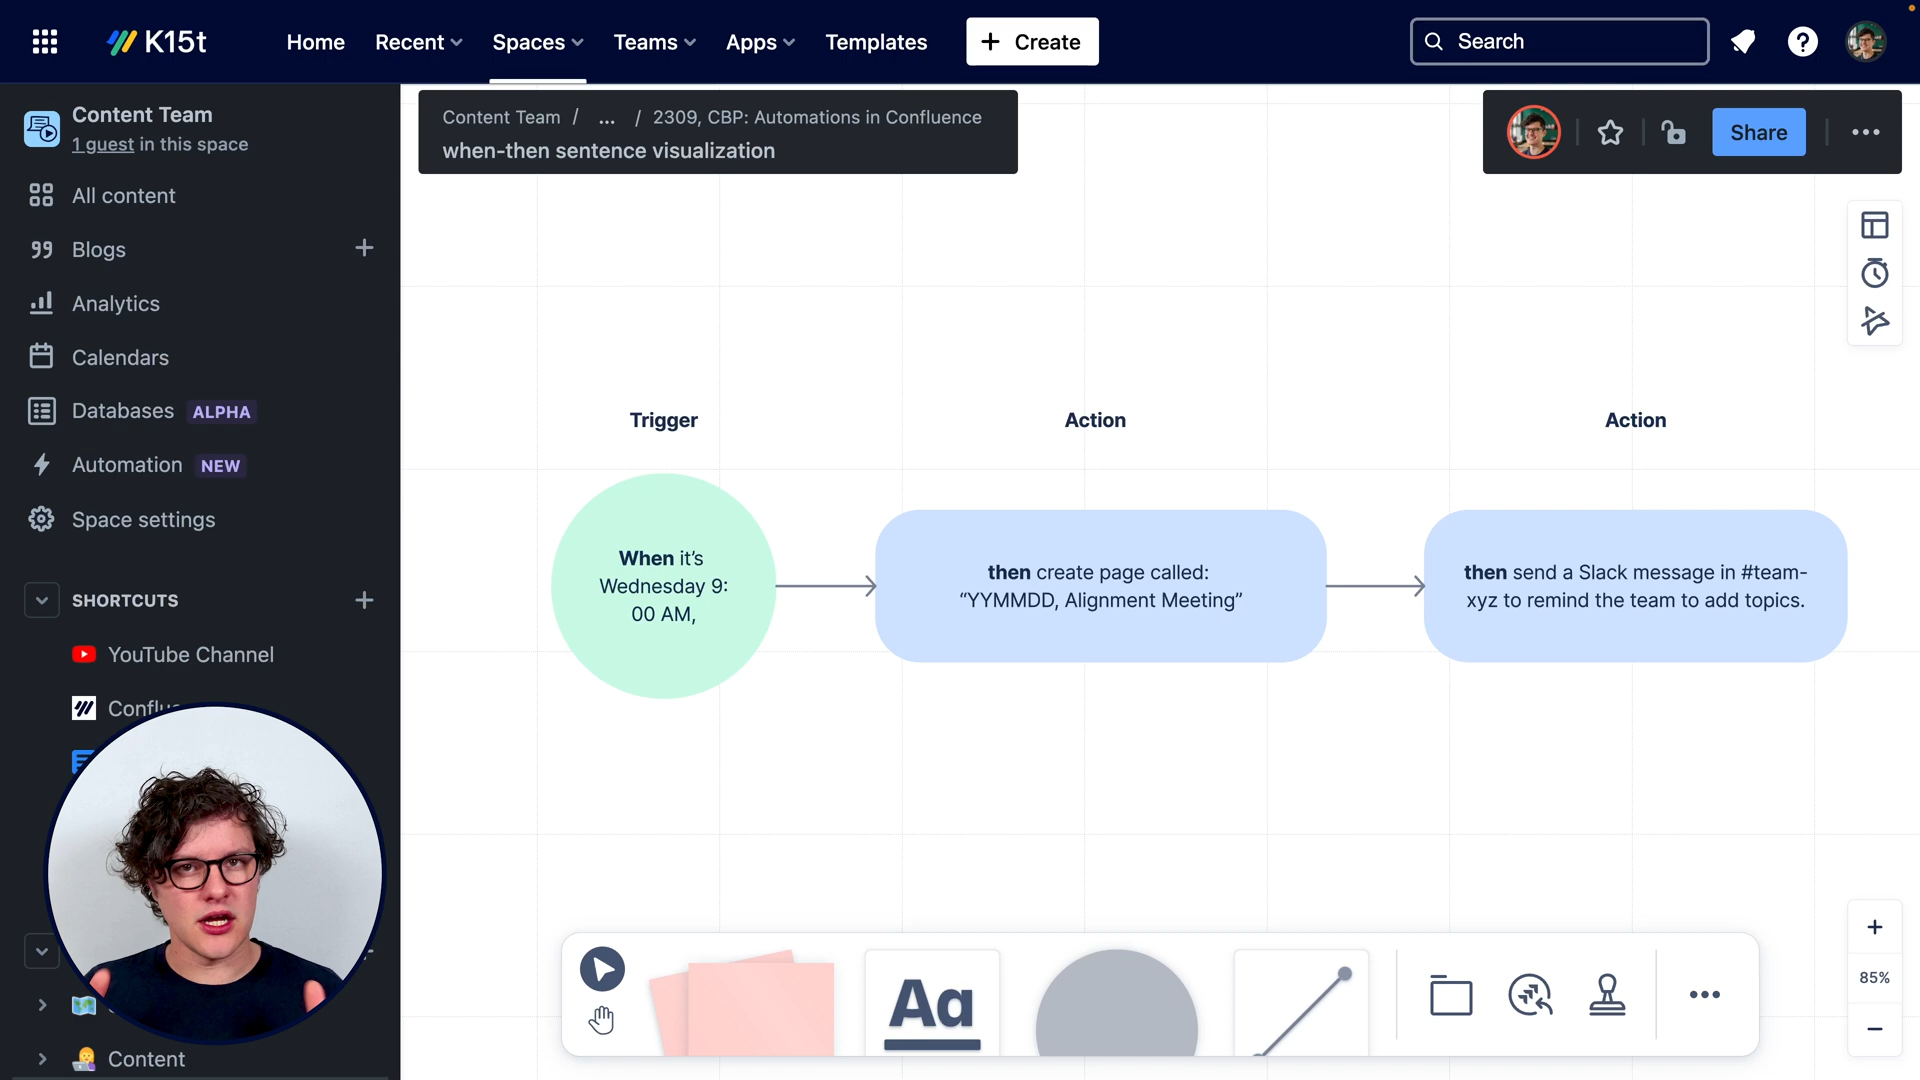 K15t
Home
Recent
Spaces
Teams
Apps
Templates
+ Create
Search
Content Team
1 guest in this space
All content
Blogs
Analytics
Calendars
Databases ALPHA
Automation NEW
Space settings
SHORTCUTS
YouTube Channel
Content
Content Team / ... / 2309, CBP: Automations in Confluence
when-then sentence visualization
Share
Trigger
Action
Action
When it's
Wednesday 9:
00 AM,
then create page called:
“YYMMDD, Alignment Meeting”
then send a Slack message in #team-
xyz to remind the team to add topics.
Aa
85%